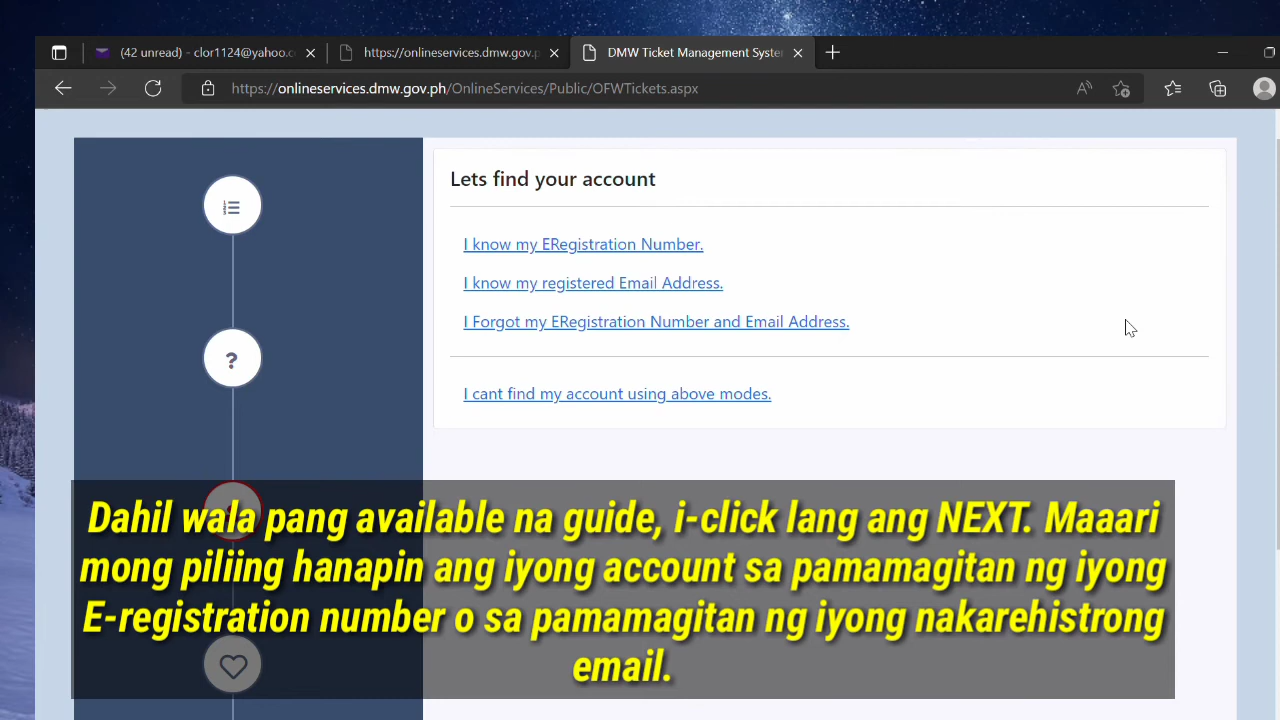 (42 unread) - clor1124@yahoo.c
https://onlineservices.dmw.gov.p
DMW Ticket Management Syste
https://onlineservices.dmw.gov.ph/OnlineServices/Public/OFWTickets.aspx
Lets find your account
I know my ERegistration Number.
I know my registered Email Address.
I Forgot my ERegistration Number and Email Address.
I cant find my account using above modes.
Dahil wala pang available na guide, i-click lang ang NEXT. Maaari
mong piliing hanapin ang iyong account sa pamamagitan ng iyong
E-registration number o sa pamamagitan ng iyong nakarehistrong
email.